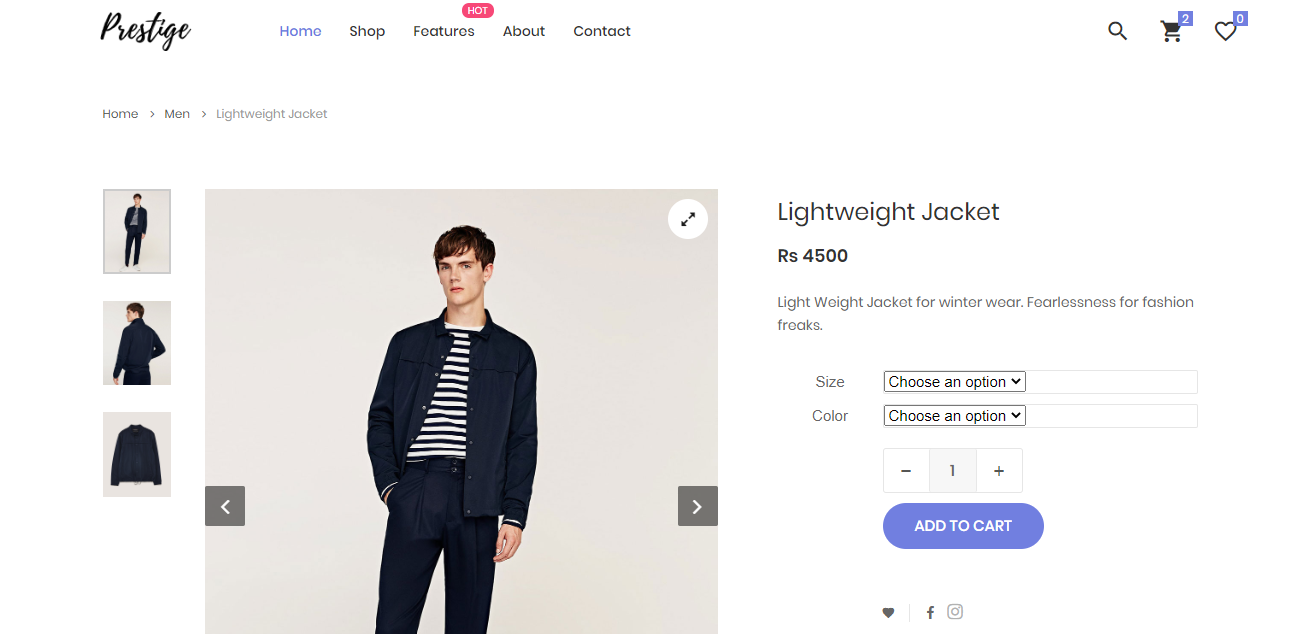 Prestige
Home
Shop
Features
HOT
About
Contact
2
0
Home > Men > Lightweight Jacket
Lightweight Jacket
Rs 4500
Light Weight Jacket for winter wear. Fearlessness for fashion
freaks.
Size
Choose an option
Color
Choose an option
− 1 +
ADD TO CART